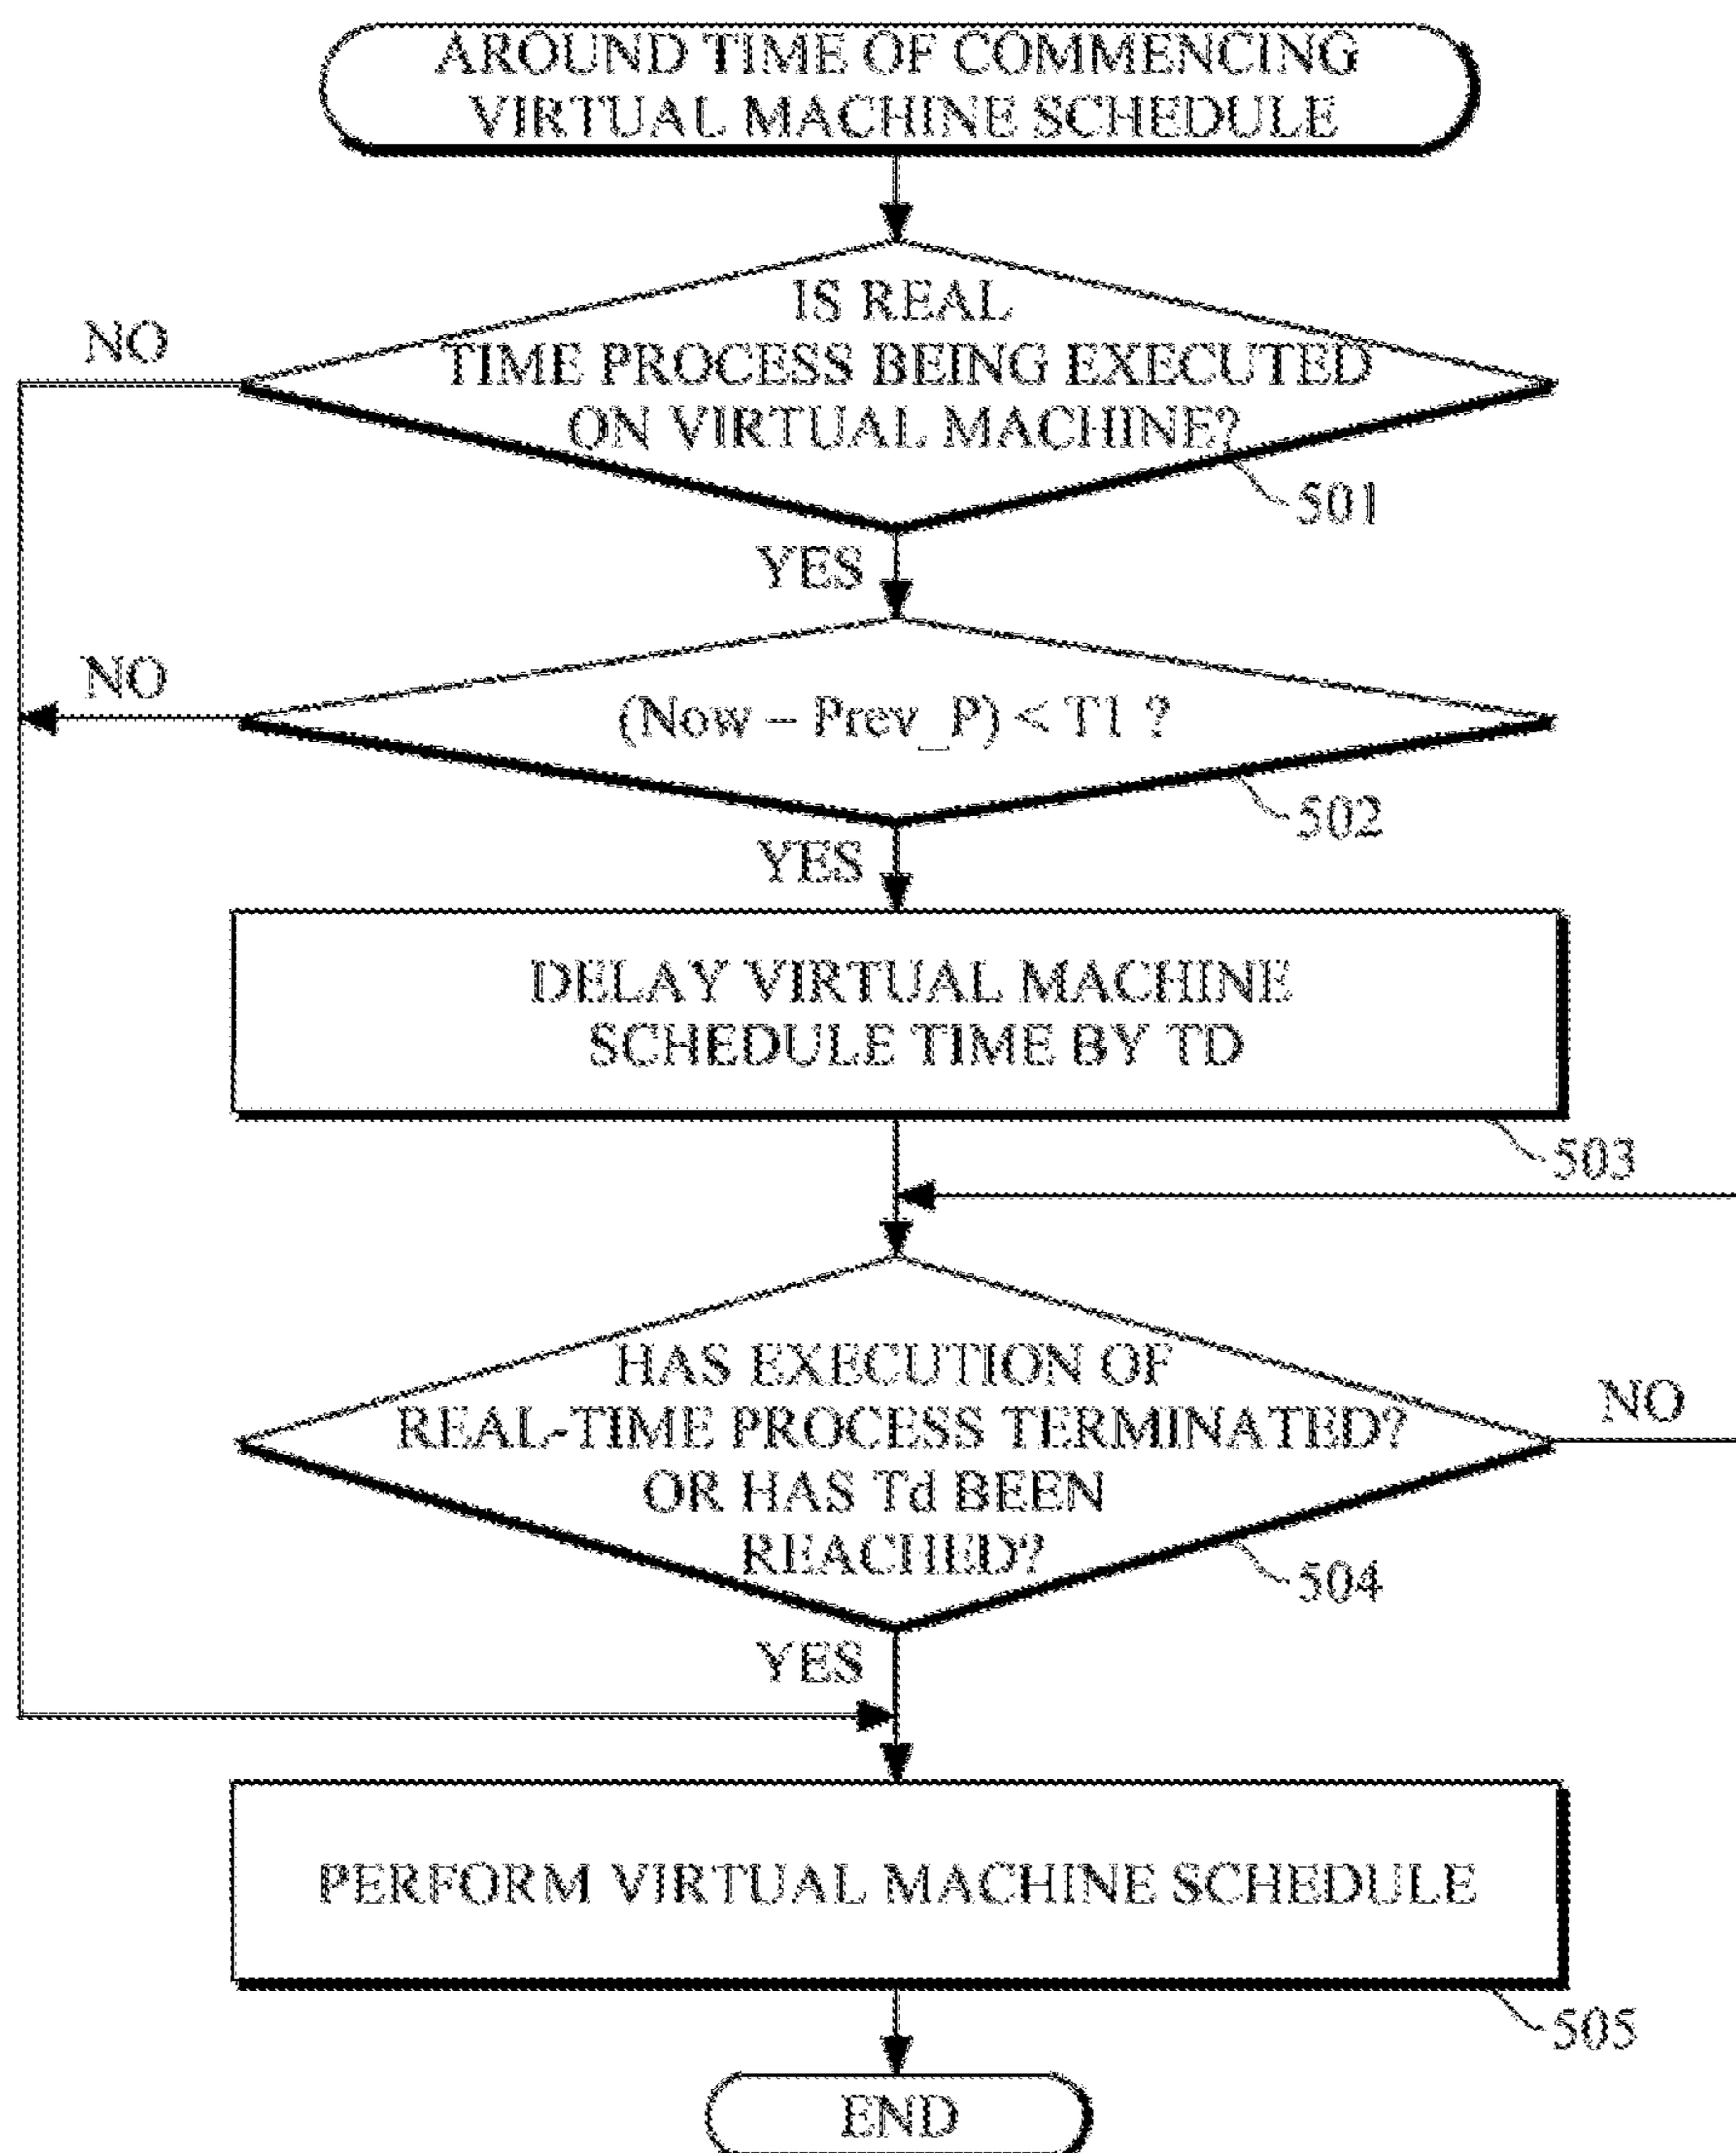 AROUND TIME OF COMMENCING
VIRTUAL MACHINE SCHEDULE
IS REAL
TIME PROCESS BEING EXECUTED
ON VIRTUAL MACHINE?
NO
501
YES
(Now – Prev_P) < T1 ?
NO
502
YES
DELAY VIRTUAL MACHINE
SCHEDULE TIME BY TD
503
HAS EXECUTION OF
REAL-TIME PROCESS TERMINATED?
OR HAS Td BEEN
REACHED?
NO
504
YES
PERFORM VIRTUAL MACHINE SCHEDULE
505
END